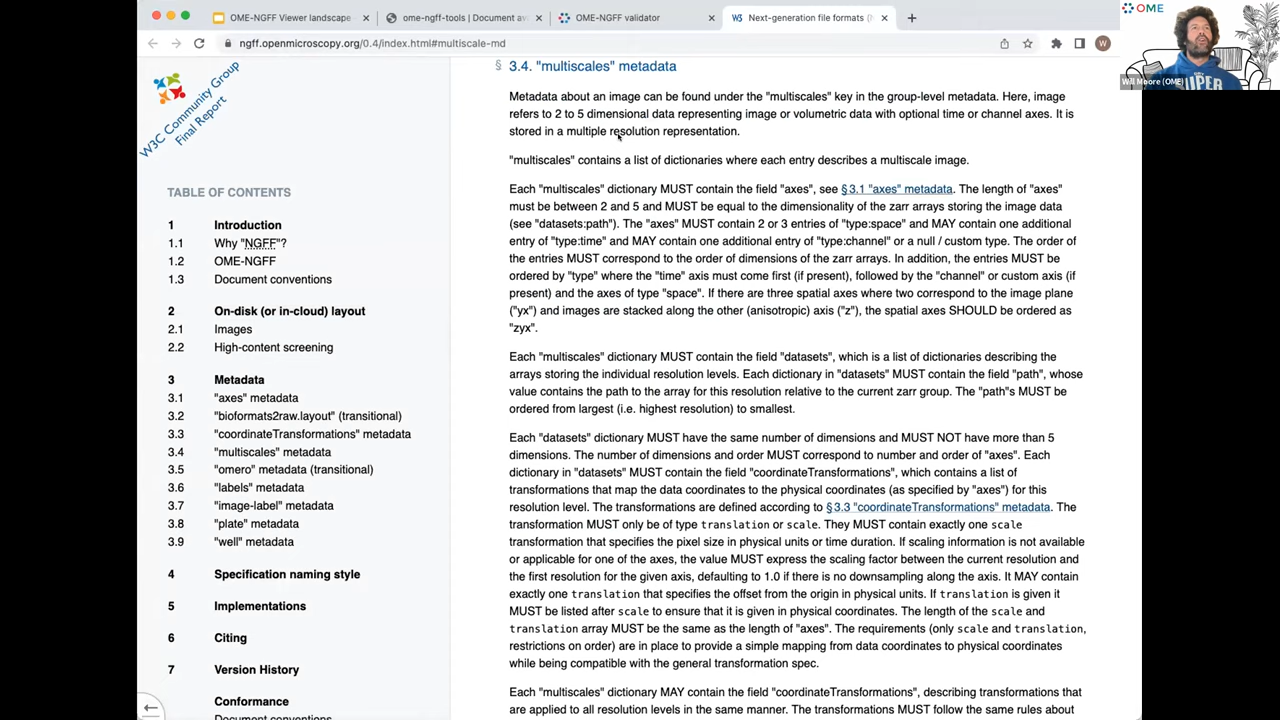 OME-NGFF Viewer landscape
ome-ngff-tools | Document av
OME-NGFF validator
Next-generation file formats (N
ngff.openmicroscopy.org/0.4/index.html#multiscale-md
W
OME
Will Moore (OME)
SUPER
W3C Community Group
Final Report
TABLE OF CONTENTS
1 Introduction
1.1 Why "NGFF"?
1.2 OME-NGFF
1.3 Document conventions
2 On-disk (or in-cloud) layout
2.1 Images
2.2 High-content screening
3 Metadata
3.1 "axes" metadata
3.2 "bioformats2raw.layout" (transitional)
3.3 "coordinateTransformations" metadata
3.4 "multiscales" metadata
3.5 "omero" metadata (transitional)
3.6 "labels" metadata
3.7 "image-label" metadata
3.8 "plate" metadata
3.9 "well" metadata
4 Specification naming style
5 Implementations
6 Citing
7 Version History
Conformance
Document conventions
§ 3.4. "multiscales" metadata
Metadata about an image can be found under the "multiscales" key in the group-level metadata. Here, image
refers to 2 to 5 dimensional data representing image or volumetric data with optional time or channel axes. It is
stored in a multiple resolution representation.
"multiscales" contains a list of dictionaries where each entry describes a multiscale image.
Each "multiscales" dictionary MUST contain the field "axes", see § 3.1 "axes" metadata. The length of "axes"
must be between 2 and 5 and MUST be equal to the dimensionality of the zarr arrays storing the image data
(see "datasets:path"). The "axes" MUST contain 2 or 3 entries of "type:space" and MAY contain one additional
entry of "type:time" and MAY contain one additional entry of "type:channel" or a null / custom type. The order of
the entries MUST correspond to the order of dimensions of the zarr arrays. In addition, the entries MUST be
ordered by "type" where the "time" axis must come first (if present), followed by the "channel" or custom axis (if
present) and the axes of type "space". If there are three spatial axes where two correspond to the image plane
("yx") and images are stacked along the other (anisotropic) axis ("z"), the spatial axes SHOULD be ordered as
"zyx".
Each "multiscales" dictionary MUST contain the field "datasets", which is a list of dictionaries describing the
arrays storing the individual resolution levels. Each dictionary in "datasets" MUST contain the field "path", whose
value contains the path to the array for this resolution relative to the current zarr group. The "path"s MUST be
ordered from largest (i.e. highest resolution) to smallest.
Each "datasets" dictionary MUST have the same number of dimensions and MUST NOT have more than 5
dimensions. The number of dimensions and order MUST correspond to number and order of "axes". Each
dictionary in "datasets" MUST contain the field "coordinateTransformations", which contains a list of
transformations that map the data coordinates to the physical coordinates (as specified by "axes") for this
resolution level. The transformations are defined according to § 3.3 "coordinateTransformations" metadata. The
transformation MUST only be of type translation or scale. They MUST contain exactly one scale
transformation that specifies the pixel size in physical units or time duration. If scaling information is not available
or applicable for one of the axes, the value MUST express the scaling factor between the current resolution and
the first resolution for the given axis, defaulting to 1.0 if there is no downsampling along the axis. It MAY contain
exactly one translation that specifies the offset from the origin in physical units. If translation is given it
MUST be listed after scale to ensure that it is given in physical coordinates. The length of the scale and
translation array MUST be the same as the length of "axes". The requirements (only scale and translation,
restrictions on order) are in place to provide a simple mapping from data coordinates to physical coordinates
while being compatible with the general transformation spec.
Each "multiscales" dictionary MAY contain the field "coordinateTransformations", describing transformations that
are applied to all resolution levels in the same manner. The transformations MUST follow the same rules about